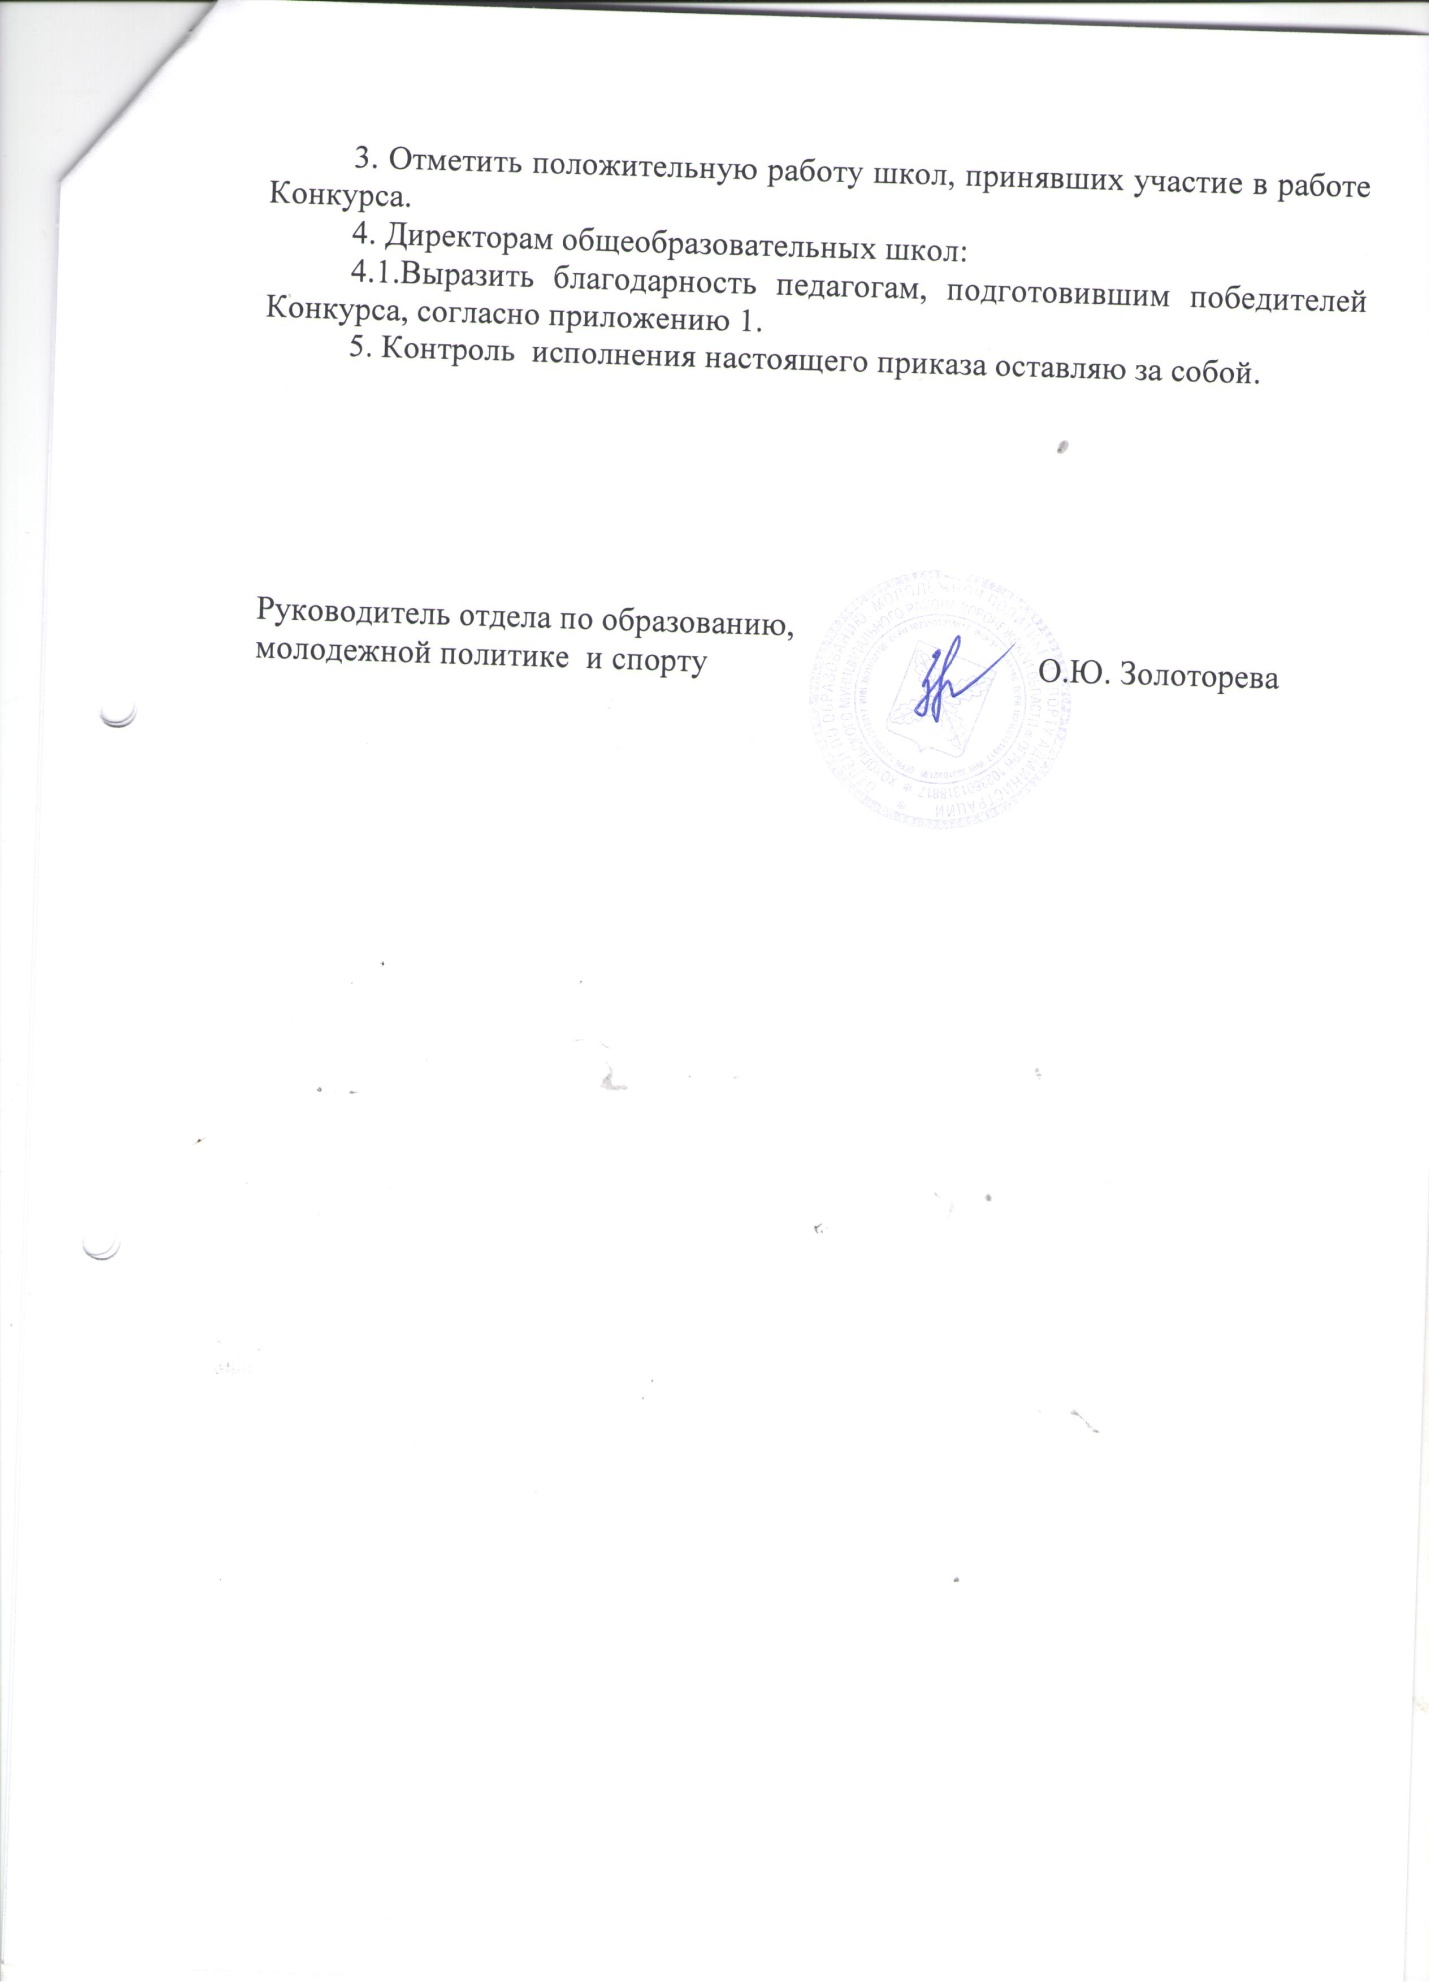 3. Отметить положительную работу школ, принявших участие в работе
Конкурса.
4. Директорам общеобразовательных школ:
4.1.Выразить благодарность педагогам, подготовившим победителей
Конкурса, согласно приложению 1.
5. Контроль исполнения настоящего приказа оставляю за собой.
Руководитель отдела по образованию,
молодежной политике и спорту
О.Ю. Золоторева